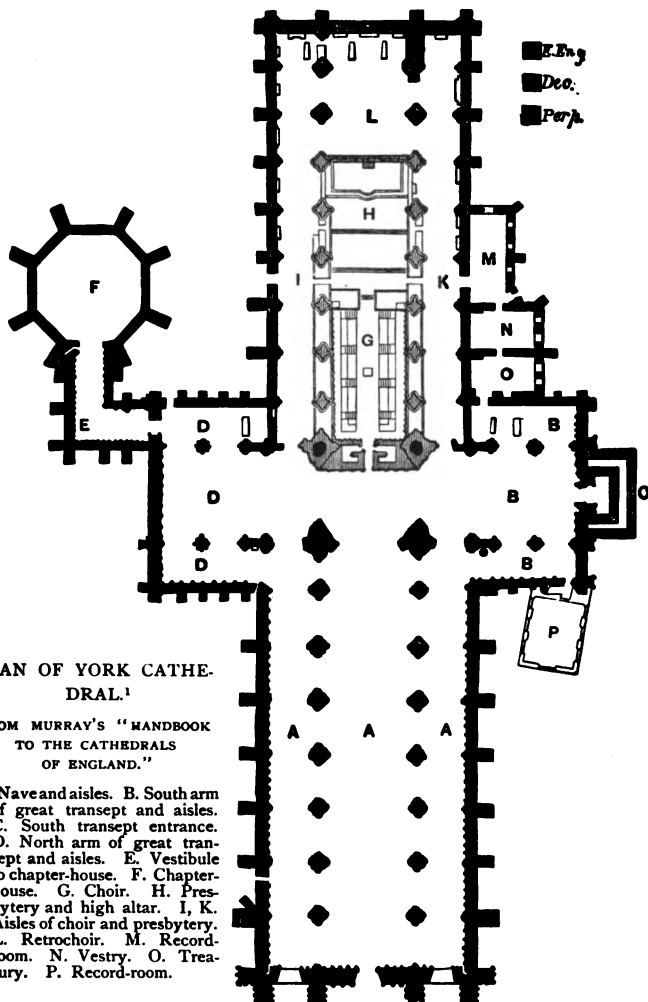 E.Eng
Dec.
Perp.
L
H
M
I
K
F
N
G
O
E
D
B
D
B
D
B
P
AN OF YORK CATHE-
DRAL.¹
OM MURRAY'S “HANDBOOK
TO THE CATHEDRALS
OF ENGLAND.”
A
A
A
Nave and aisles. B. South arm
f great transept and aisles.
C. South transept entrance.
D. North arm of great tran-
ept and aisles. E. Vestibule
o chapter-house. F. Chapter-
ouse. G. Choir. H. Pres-
bytery and high altar. I, K.
Aisles of choir and presbytery.
L. Retrochoir. M. Record-
oom. N. Vestry. O. Trea-
ury. P. Record-room.